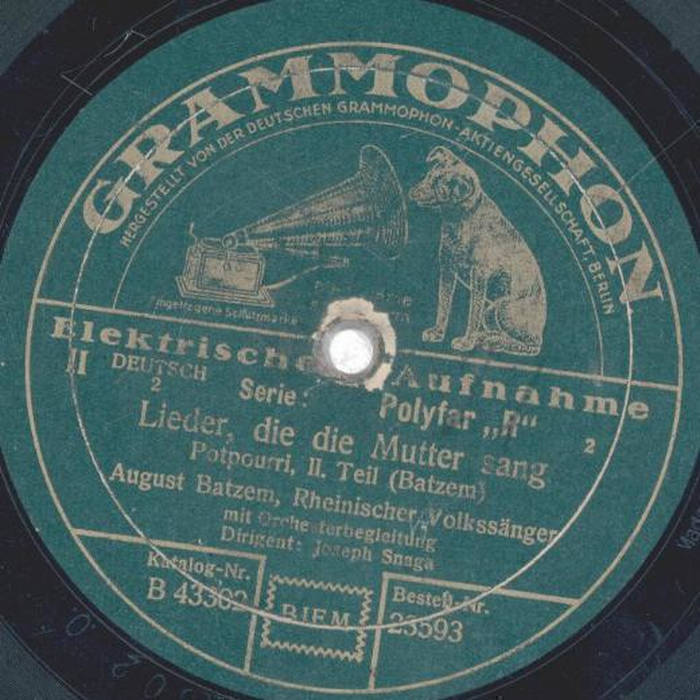 GRAMMOPHON
HERGESTELLT VON DER DEUTSCHEN GRAMMOPHON-AKTIENGESELLSCHAFT, BERLIN
Eingetragene Schutzmarke
Elektrische Aufnahme
II DEUTSCH Serie: Polyfar „R“
2 2
Lieder, die die Mutter sang
Potpourri, II. Teil (Batzem)
August Batzem, Rheinischer Volkssänger
mit Orchesterbegleitung
Dirigent: Joseph Snaga
Katalog-Nr. Bestell-Nr.
B 43302 BIEM 23593